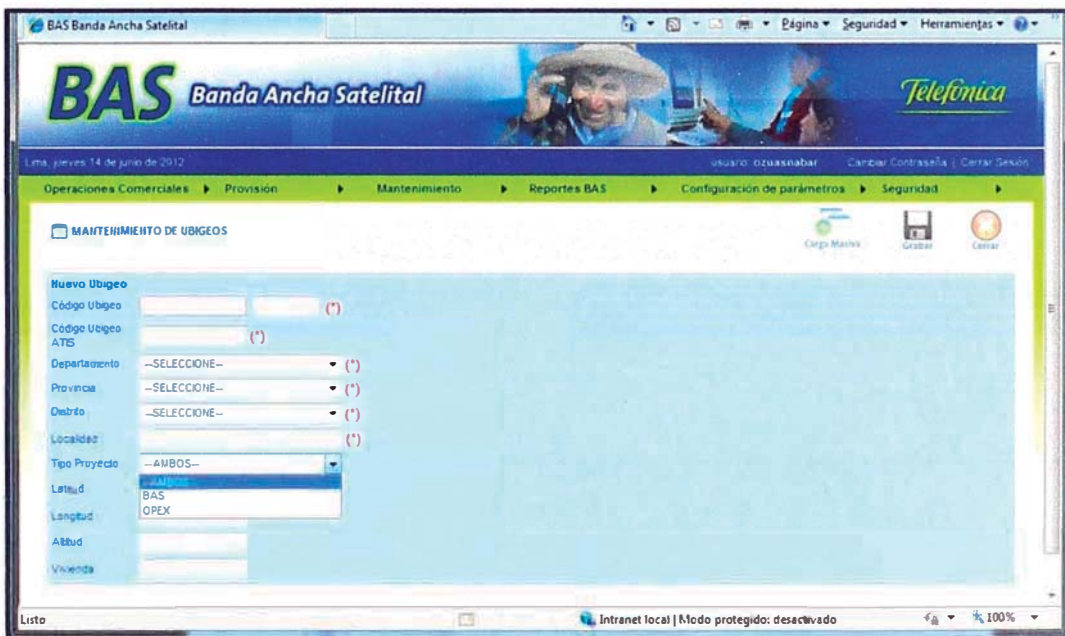 BAS Banda Ancha Satelital
Página Seguridad Herramientas
BAS Banda Ancha Satelital
Telefónica
Lima, jueves 14 de junio de 2012 usuario: ozuasnabar Cambiar Contraseña | Cerrar Sesión
Operaciones Comerciales Provisión Mantenimiento Reportes BAS Configuración de parámetros Seguridad
MANTENIMIENTO DE UBIGEOS
Carga Masiva Grabar Cerrar
Nuevo Ubigeo
Código Ubigeo (*)
Código Ubigeo ATIS (*)
Departamento --SELECCIONE-- (*)
Provincia --SELECCIONE-- (*)
Distrito --SELECCIONE-- (*)
Localidad (*)
Tipo Proyecto --AMBOS--
--AMBOS--
Latitud
BAS
Longitud
OPEX
Altitud
Vivienda
Listo Intranet local | Modo protegido: desactivado 100%